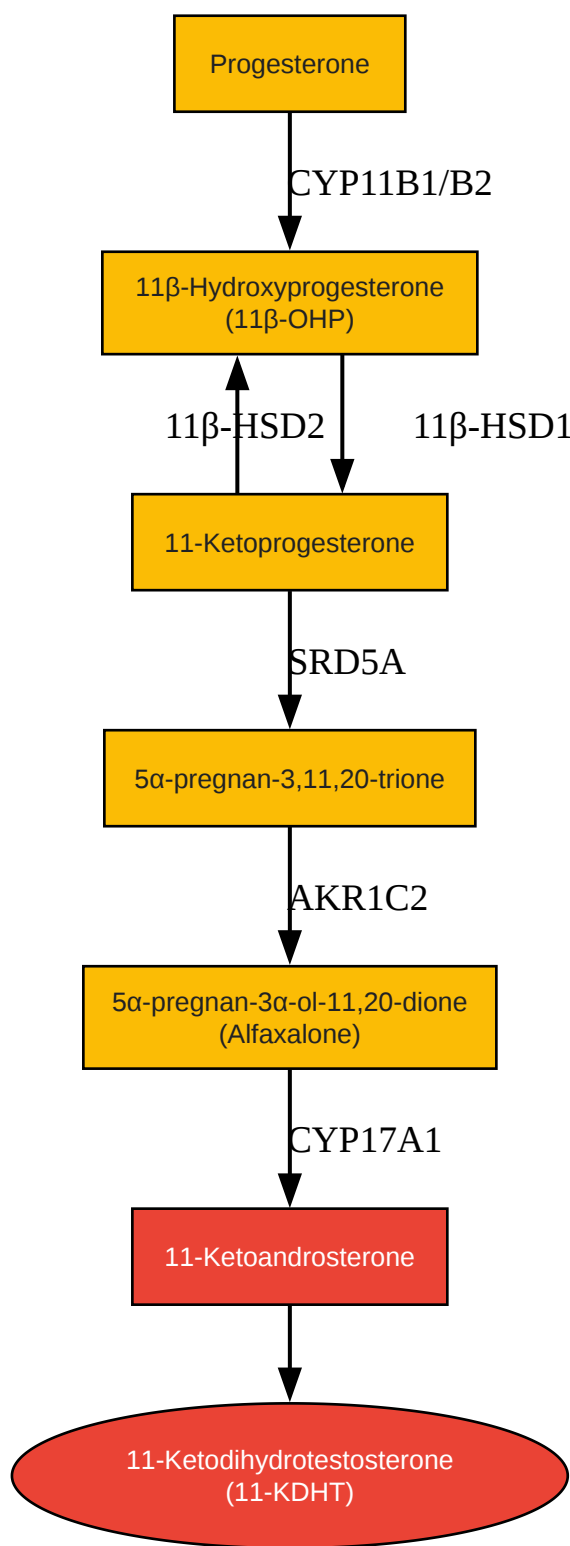 Progesterone
CYP11B1/B2
11β-Hydroxyprogesterone
(11β-OHP)
11β-HSD2
11β-HSD1
11-Ketoprogesterone
SRD5A
5α-pregnan-3,11,20-trione
AKR1C2
5α-pregnan-3α-ol-11,20-dione
(Alfaxalone)
CYP17A1
11-Ketoandrosterone
11-Ketodihydrotestosterone
(11-KDHT)